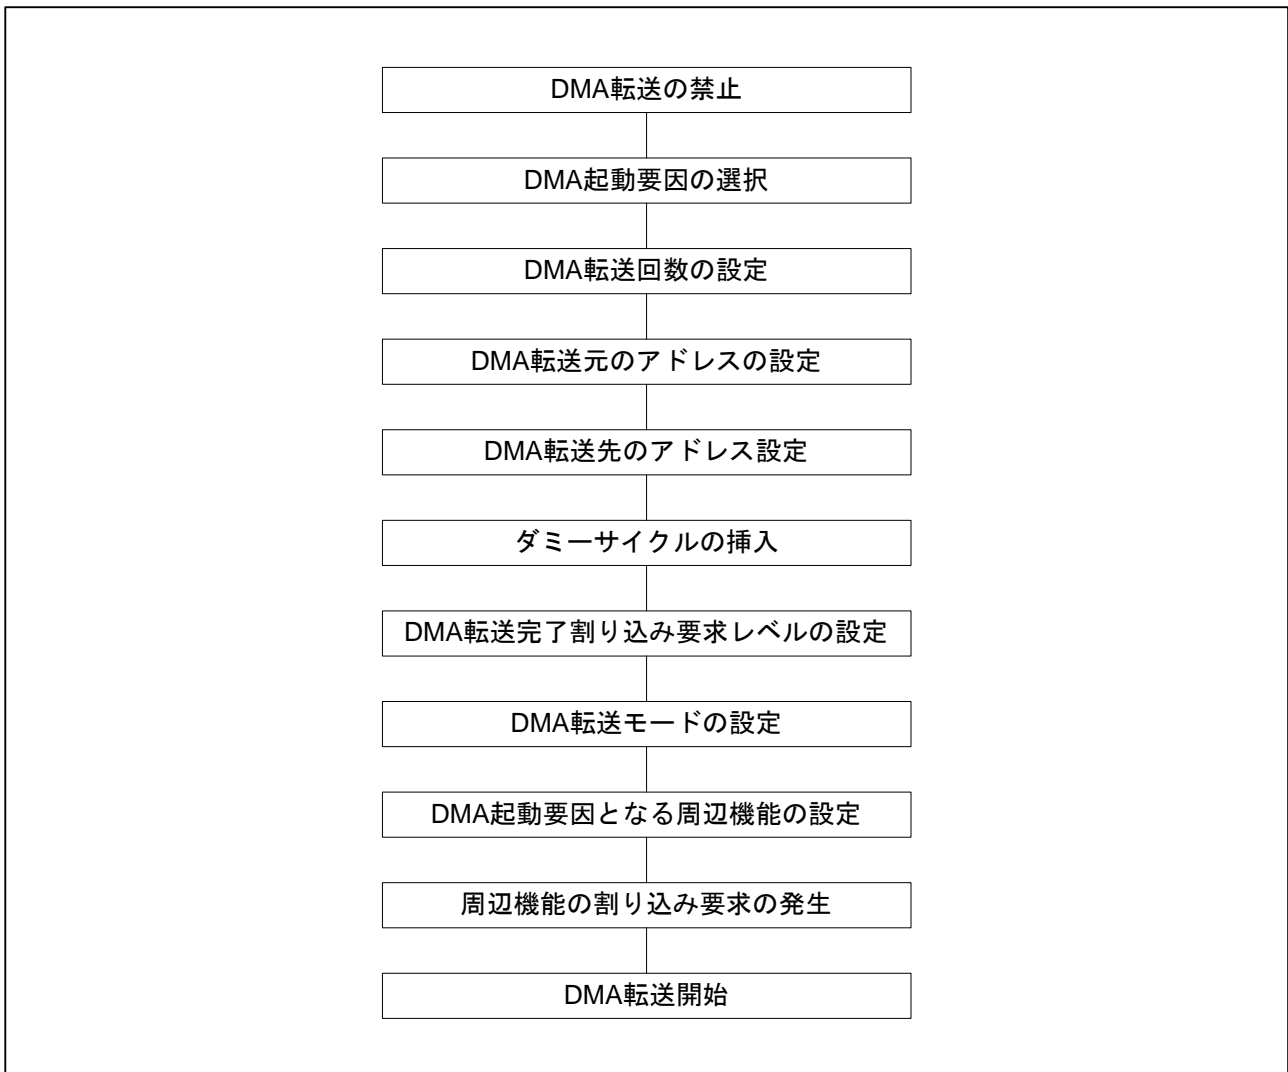 DMA転送の禁止
DMA起動要因の選択
DMA転送回数の設定
DMA転送元のアドレスの設定
DMA転送先のアドレス設定
ダミーサイクルの挿入
DMA転送完了割り込み要求レベルの設定
DMA転送モードの設定
DMA起動要因となる周辺機能の設定
周辺機能の割り込み要求の発生
DMA転送開始